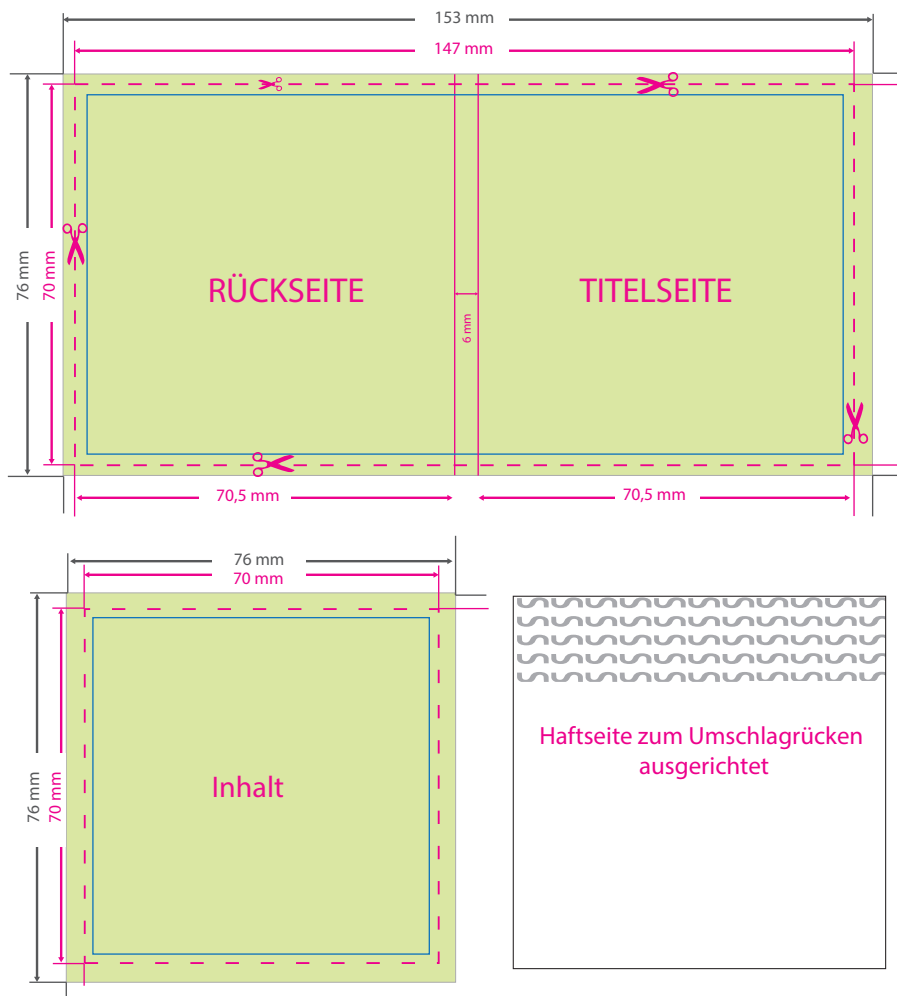 153 mm
147 mm
76 mm
70 mm
RÜCKSEITE
6 mm
TITELSEITE
70,5 mm
70,5 mm
76 mm
70 mm
76 mm
70 mm
Inhalt
Haftseite zum Umschlagrücken
ausgerichtet